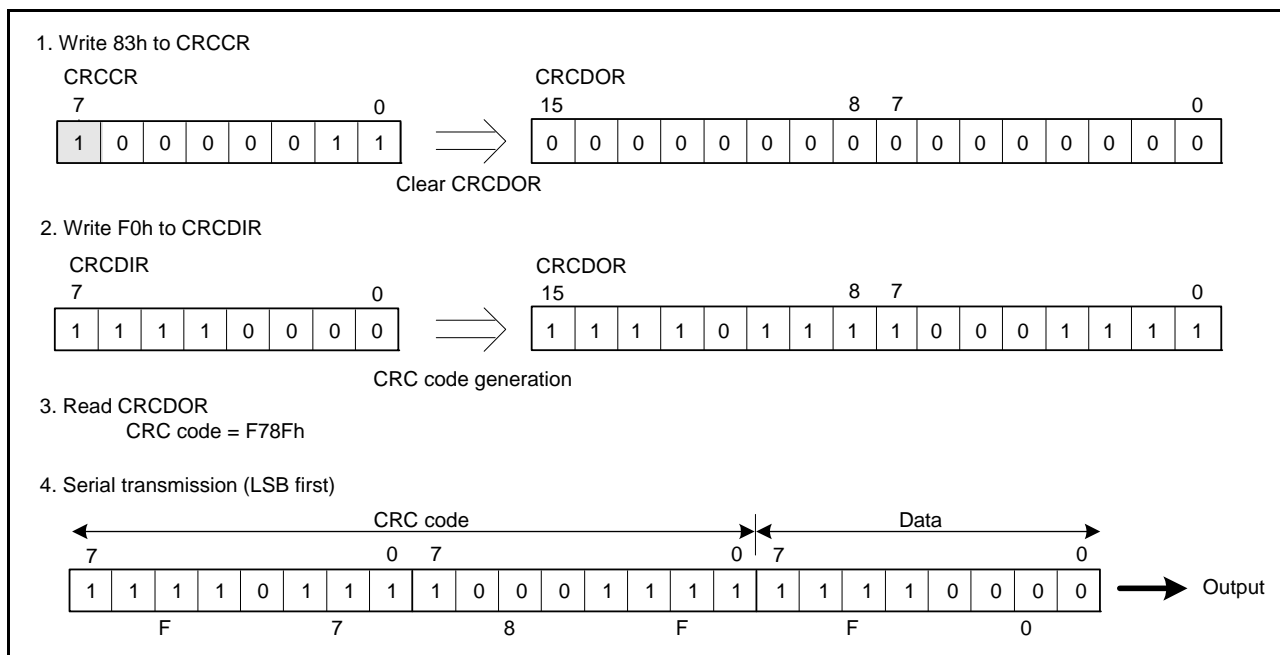 1. Write 83h to CRCCR
CRCCR CRCDOR
7 0 15 8 7 0
1 0 0 0 0 0 1 1 0 0 0 0 0 0 0 0 0 0 0 0 0 0 0 0
Clear CRCDOR
2. Write F0h to CRCDIR
CRCDIR CRCDOR
7 0 15 8 7 0
1 1 1 1 0 0 0 0 1 1 1 1 0 1 1 1 1 0 0 0 1 1 1 1
CRC code generation
3. Read CRCDOR
CRC code = F78Fh
4. Serial transmission (LSB first)
CRC code Data
7 0 7 0 7 0
1 1 1 1 0 1 1 1 1 0 0 0 1 1 1 1 1 1 1 1 0 0 0 0 Output
F 7 8 F F 0